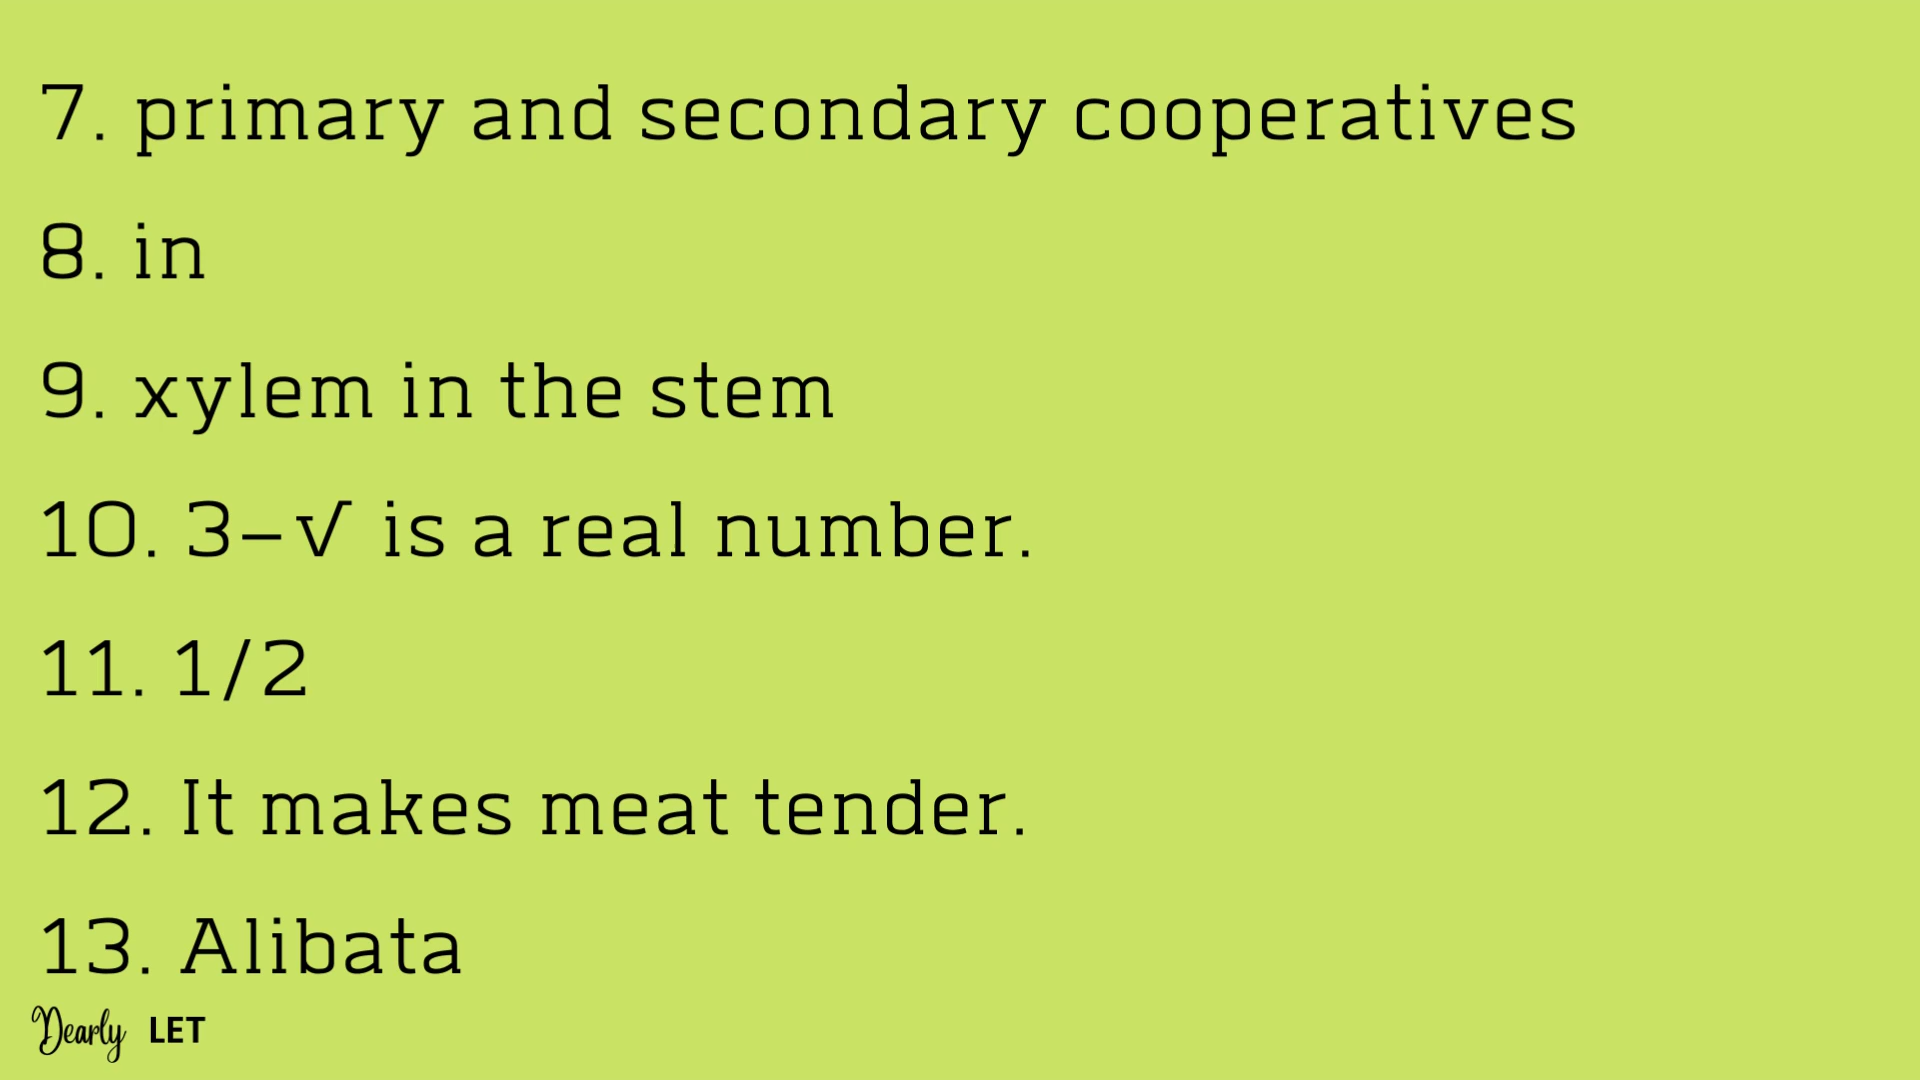 7. primary and secondary cooperatives
8. in
9. xylem in the stem
10. 3-√ is a real number.
11. 1/2
12. It makes meat tender.
13. Alibata
Dearly LET